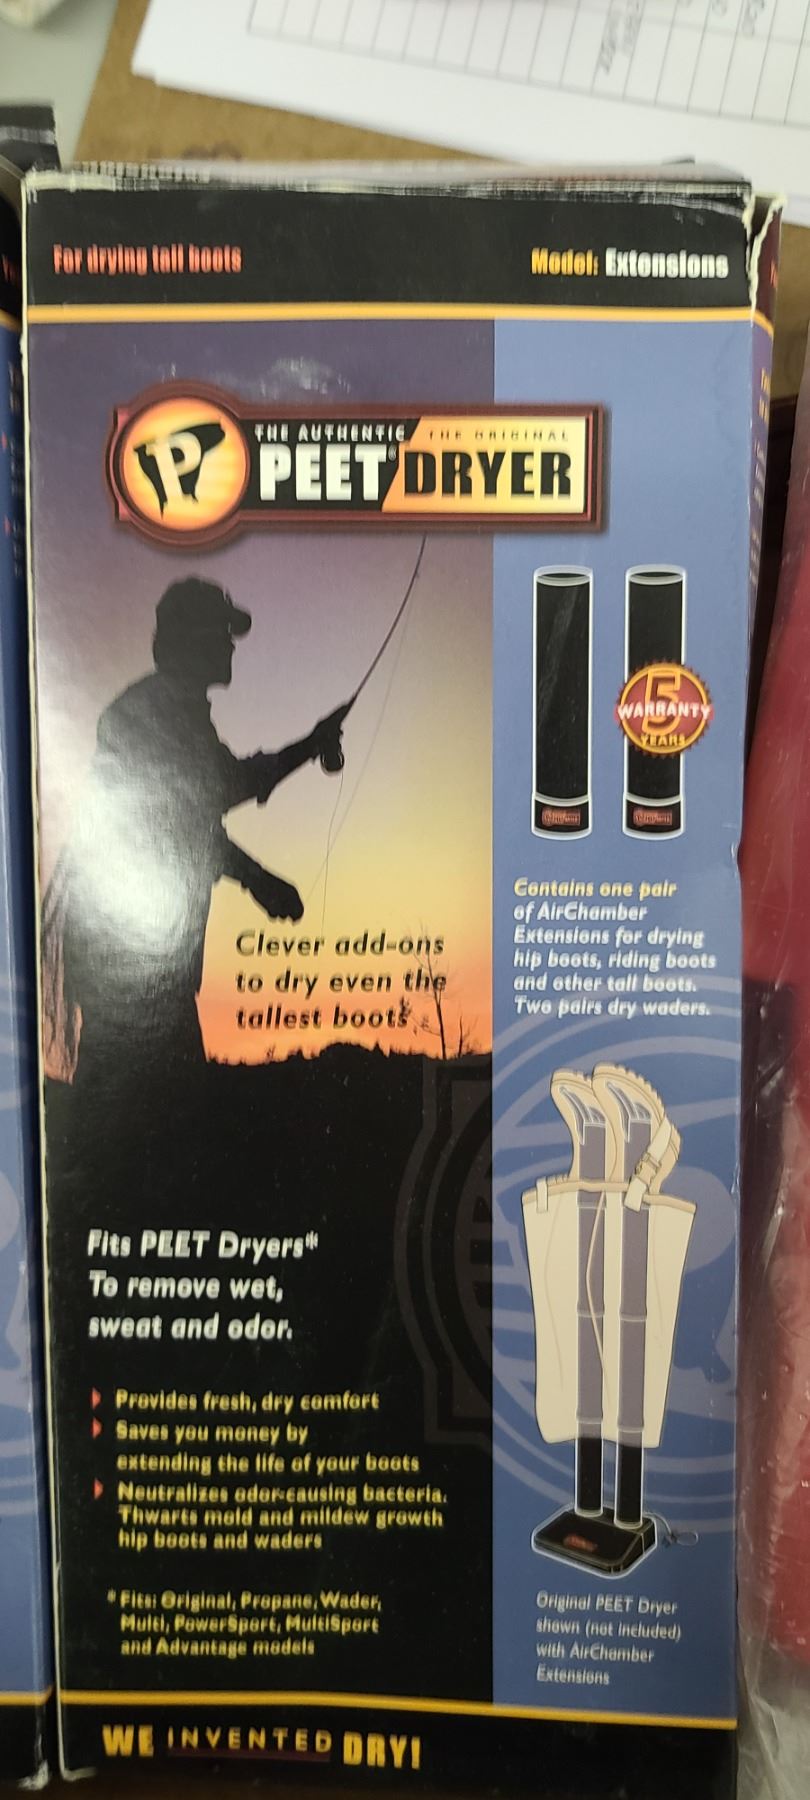 For drying tall boots
Model: Extensions
THE AUTHENTIC THE ORIGINAL
P
PEET® DRYER
5
WARRANTY
YEARS
Contains one pair
of AirChamber
Extensions for drying
hip boots, riding boots
and other tall boots.
Two pairs dry waders.
Clever add-ons
to dry even the
tallest boots
Fits PEET Dryers*
To remove wet,
sweat and odor.
Provides fresh, dry comfort
Saves you money by
extending the life of your boots
Neutralizes odor-causing bacteria.
Thwarts mold and mildew growth
hip boots and waders
*Fits: Original, Propane, Wader,
Multi, PowerSport, MultiSport
and Advantage models
Original PEET Dryer
shown (not included)
with AirChamber
Extensions
WE INVENTED DRY!